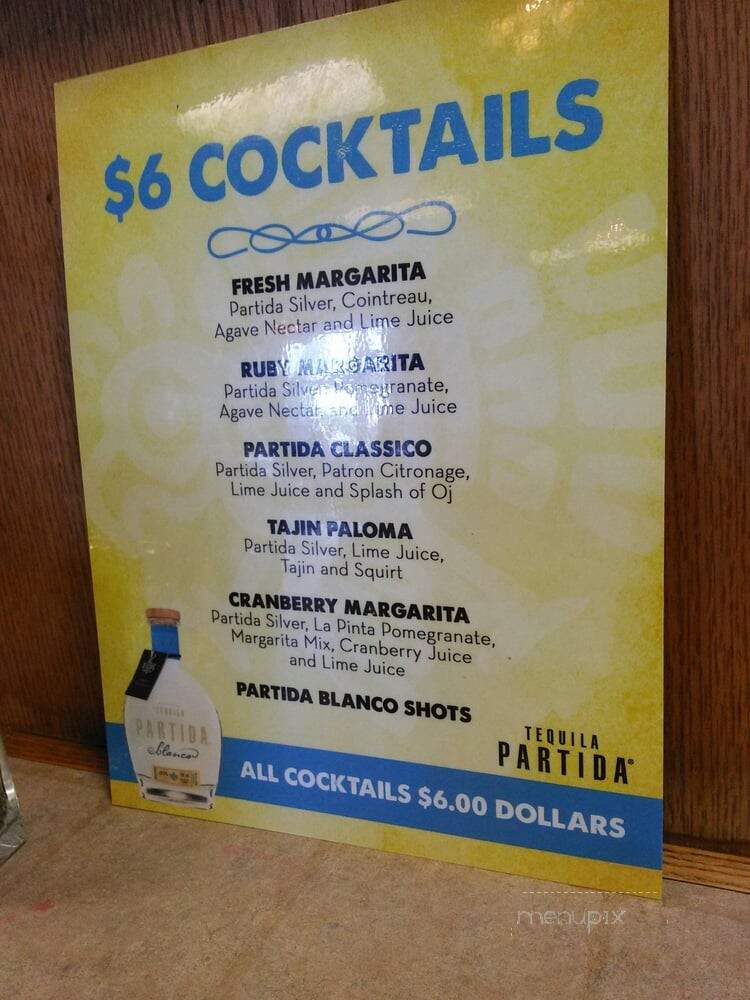 $6 COCKTAILS
FRESH MARGARITA
Partida Silver, Cointreau,
Agave Nectar and Lime Juice
RUBY MARGARITA
Partida Silver Pomegranate,
Agave Nectar, and Lime Juice
PARTIDA CLASSICO
Partida Silver, Patron Citronage,
Lime Juice and Splash of Oj
TAJIN PALOMA
Partida Silver, Lime Juice,
Tajin and Squirt
CRANBERRY MARGARITA
Partida Silver, La Pinta Pomegranate,
Margarita Mix, Cranberry Juice
and Lime Juice
PARTIDA BLANCO SHOTS
TEQUILA
PARTIDA
blanco
TEQUILA
PARTIDA®
ALL COCKTAILS $6.00 DOLLARS
menupix